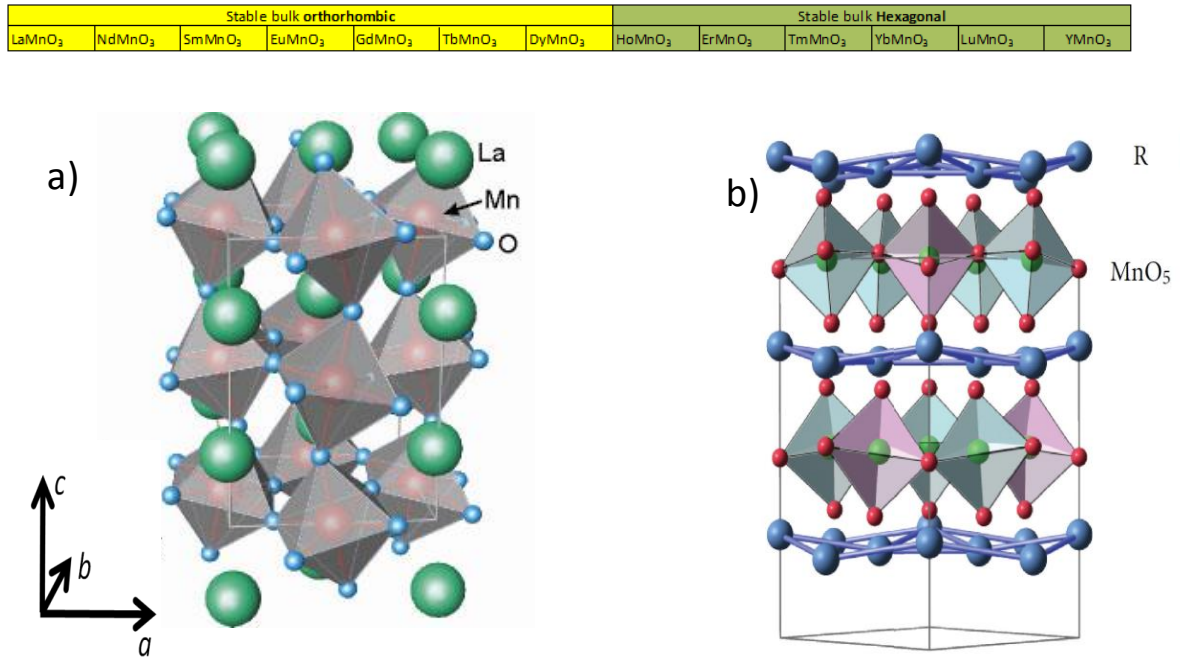 Stable bulk orthorhombic Stable bulk Hexagonal
LaMnO₃ NdMnO₃ SmMnO₃ EuMnO₃ GdMnO₃ TbMnO₃ DyMnO₃ HoMnO₃ ErMnO₃ TmMnO₃ YbMnO₃ LuMnO₃ YMnO₃
a)
La
Mn
O
c
b
a
b)
R
MnO₅